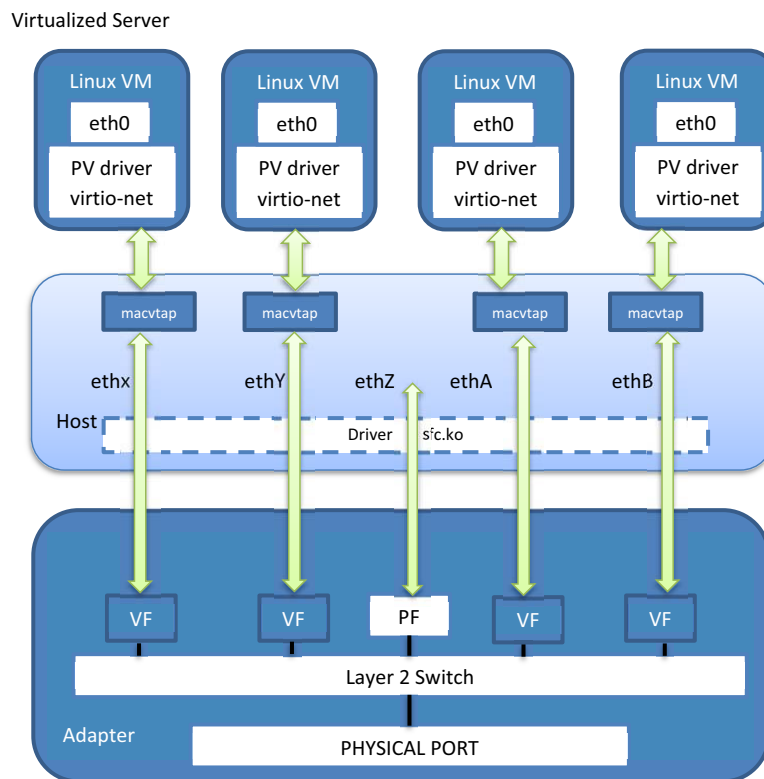 Virtualized Server
Linux VM
eth0
PV driver
virtio-net
Linux VM
eth0
PV driver
virtio-net
Linux VM
eth0
PV driver
virtio-net
Linux VM
eth0
PV driver
virtio-net
macvtap
macvtap
macvtap
macvtap
ethx
ethY
ethZ
ethA
ethB
Host
Driver sfc.ko
VF
VF
PF
VF
VF
Layer 2 Switch
Adapter
PHYSICAL PORT